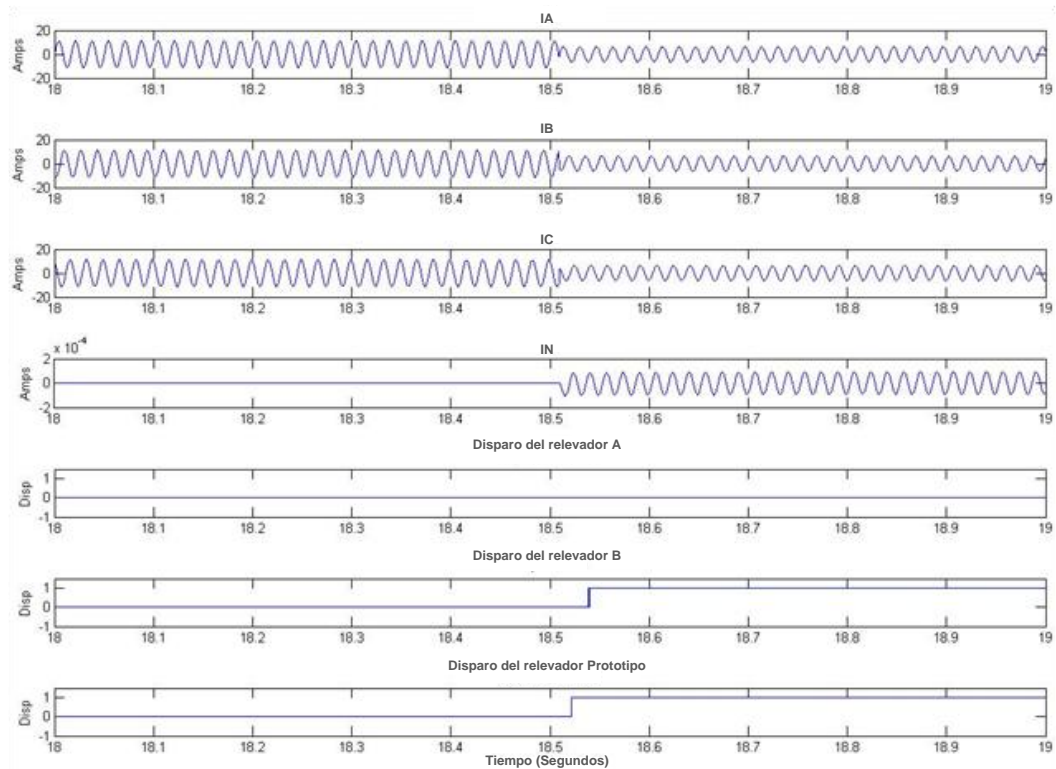 IA
20
0
-20
Amps
18 18.1 18.2 18.3 18.4 18.5 18.6 18.7 18.8 18.9 19
IB
20
0
-20
Amps
18 18.1 18.2 18.3 18.4 18.5 18.6 18.7 18.8 18.9 19
IC
20
0
-20
Amps
18 18.1 18.2 18.3 18.4 18.5 18.6 18.7 18.8 18.9 19
x 10⁻⁴
IN
2
0
-2
Amps
18 18.1 18.2 18.3 18.4 18.5 18.6 18.7 18.8 18.9 19
Disparo del relevador A
1
0
-1
Disp
18 18.1 18.2 18.3 18.4 18.5 18.6 18.7 18.8 18.9 19
Disparo del relevador B
1
0
-1
Disp
18 18.1 18.2 18.3 18.4 18.5 18.6 18.7 18.8 18.9 19
Disparo del relevador Prototipo
1
0
-1
Disp
18 18.1 18.2 18.3 18.4 18.5 18.6 18.7 18.8 18.9 19
Tiempo (Segundos)